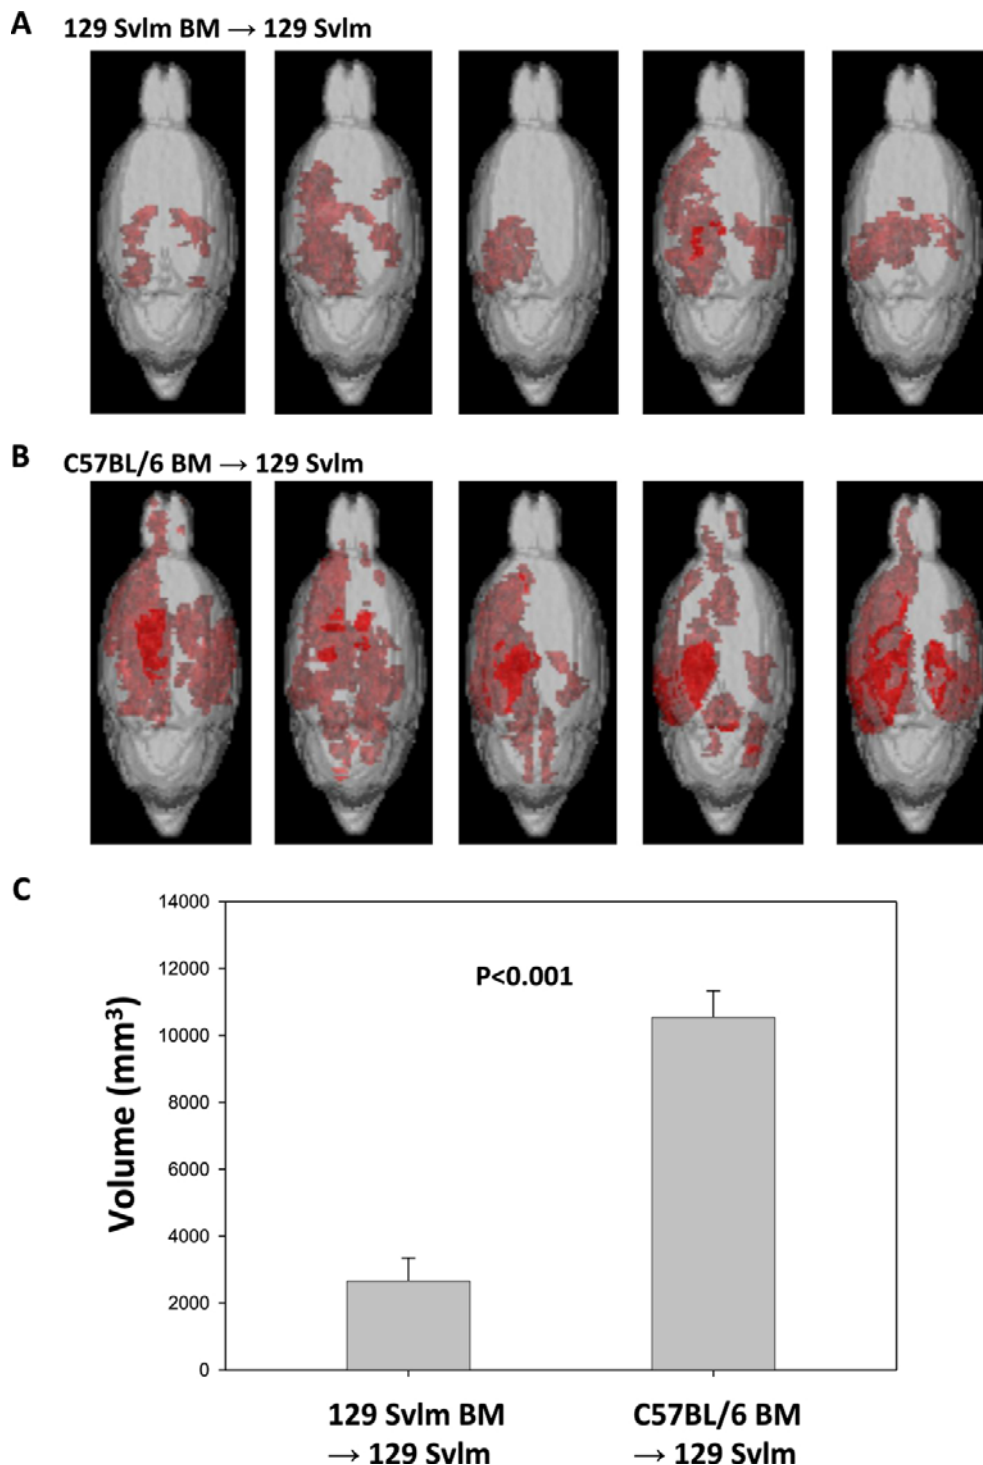 A
129 Svlm BM → 129 Svlm
B
C57BL/6 BM → 129 Svlm
C
14000
12000
10000
8000
6000
4000
2000
0
Volume (mm³)
P<0.001
129 Svlm BM
→ 129 Svlm
C57BL/6 BM
→ 129 Svlm